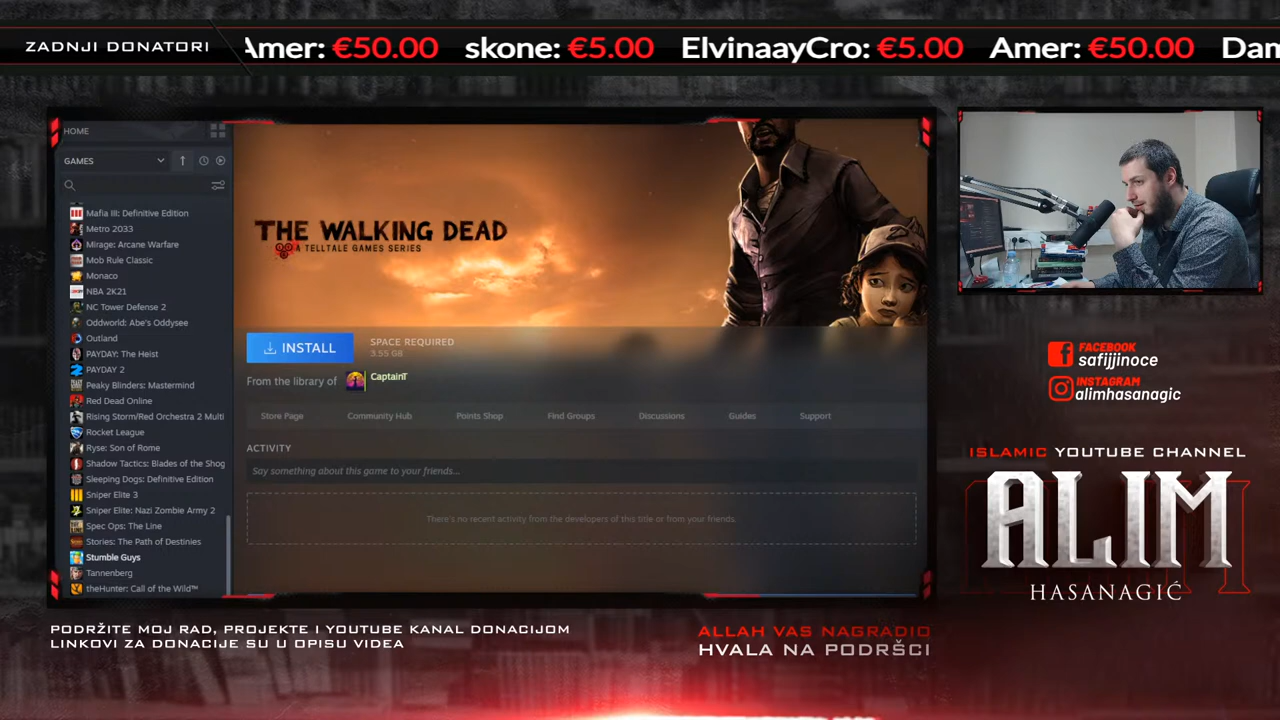 ZADNJI DONATORI
Amer: €50.00 skone: €5.00 ElvinaayCro: €5.00 Amer: €50.00 Dam
HOME
GAMES
Mafia III: Definitive Edition
Metro 2033
Mirage: Arcane Warfare
Mob Rule Classic
Monaco
NBA 2K21
NC Tower Defense 2
Oddworld: Abe's Oddysee
Outland
PAYDAY: The Heist
PAYDAY 2
Peaky Blinders: Mastermind
Red Dead Online
Rising Storm/Red Orchestra 2 Multi
Rocket League
Ryse: Son of Rome
Shadow Tactics: Blades of the Shog
Sleeping Dogs: Definitive Edition
Sniper Elite 3
Sniper Elite: Nazi Zombie Army 2
Spec Ops: The Line
Stories: The Path of Destinies
Stumble Guys
Tannenberg
theHunter: Call of the Wild™
THE WALKING DEAD
A TELLTALE GAMES SERIES
INSTALL
SPACE REQUIRED
3.55 GB
From the library of CaptainT
Store Page Community Hub Points Shop Find Groups Discussions Guides Support
ACTIVITY
Say something about this game to your friends...
There's no recent activity from the developers of this title or from your friends.
FACEBOOK
safijjinoce
INSTAGRAM
alimhasanagic
ISLAMIC YOUTUBE CHANNEL
ALIM
HASANAGIĆ
PODRŽITE MOJ RAD, PROJEKTE I YOUTUBE KANAL DONACIJOM
LINKOVI ZA DONACIJE SU U OPISU VIDEA
ALLAH VAS NAGRADIO
HVALA NA PODRŠCI